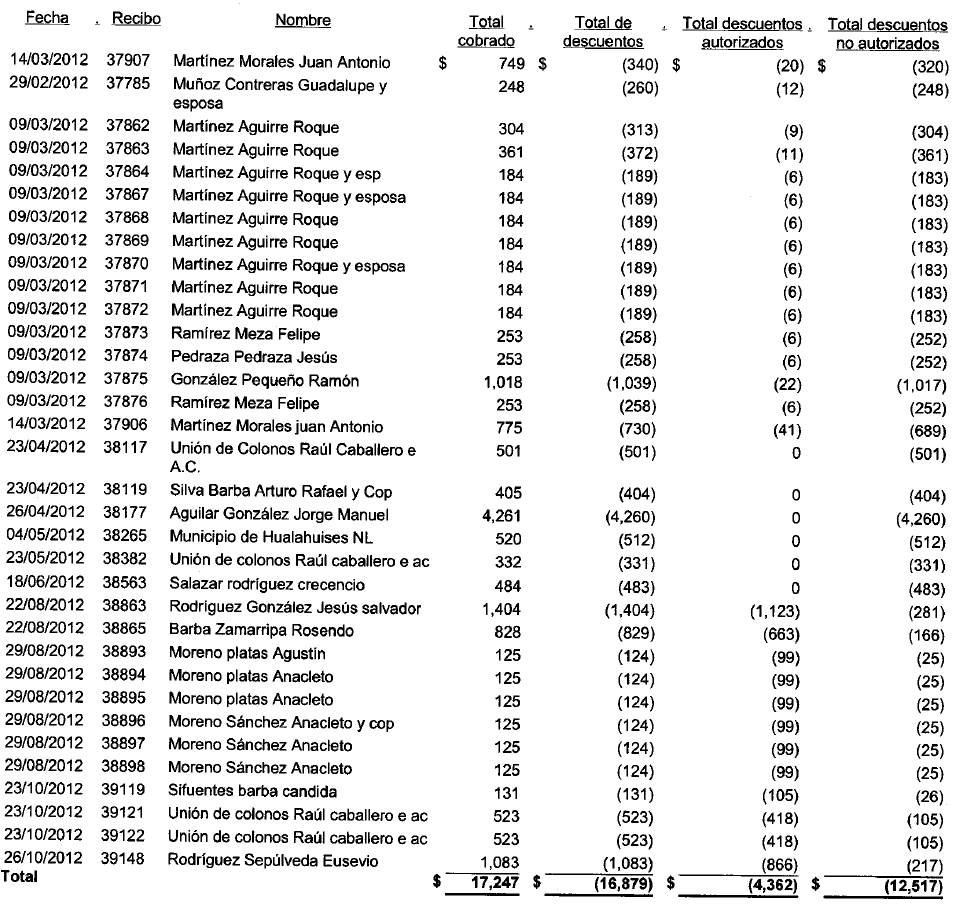 Fecha . Recibo Nombre Total . Total de . Total descuentos . Total descuentos
cobrado descuentos autorizados no autorizados
14/03/2012 37907 Martínez Morales Juan Antonio $ 749 $ (340) $ (20) $ (320)
29/02/2012 37785 Muñoz Contreras Guadalupe y 248 (260) (12) (248)
esposa
09/03/2012 37862 Martínez Aguirre Roque 304 (313) (9) (304)
09/03/2012 37863 Martínez Aguirre Roque 361 (372) (11) (361)
09/03/2012 37864 Martínez Aguirre Roque y esp 184 (189) (6) (183)
09/03/2012 37867 Martínez Aguirre Roque y esposa 184 (189) (6) (183)
09/03/2012 37868 Martínez Aguirre Roque 184 (189) (6) (183)
09/03/2012 37869 Martínez Aguirre Roque 184 (189) (6) (183)
09/03/2012 37870 Martínez Aguirre Roque y esposa 184 (189) (6) (183)
09/03/2012 37871 Martínez Aguirre Roque 184 (189) (6) (183)
09/03/2012 37872 Martínez Aguirre Roque 184 (189) (6) (183)
09/03/2012 37873 Ramírez Meza Felipe 253 (258) (6) (252)
09/03/2012 37874 Pedraza Pedraza Jesús 253 (258) (6) (252)
09/03/2012 37875 González Pequeño Ramón 1,018 (1,039) (22) (1,017)
09/03/2012 37876 Ramírez Meza Felipe 253 (258) (6) (252)
14/03/2012 37906 Martínez Morales juan Antonio 775 (730) (41) (689)
23/04/2012 38117 Unión de Colonos Raúl Caballero e 501 (501) 0 (501)
A.C.
23/04/2012 38119 Silva Barba Arturo Rafael y Cop 405 (404) 0 (404)
26/04/2012 38177 Aguilar González Jorge Manuel 4,261 (4,260) 0 (4,260)
04/05/2012 38265 Municipio de Hualahuises NL 520 (512) 0 (512)
23/05/2012 38382 Unión de colonos Raúl caballero e ac 332 (331) 0 (331)
18/06/2012 38563 Salazar rodríguez crecencio 484 (483) 0 (483)
22/08/2012 38863 Rodríguez González Jesús salvador 1,404 (1,404) (1,123) (281)
22/08/2012 38865 Barba Zamarripa Rosendo 828 (829) (663) (166)
29/08/2012 38893 Moreno platas Agustín 125 (124) (99) (25)
29/08/2012 38894 Moreno platas Anacleto 125 (124) (99) (25)
29/08/2012 38895 Moreno platas Anacleto 125 (124) (99) (25)
29/08/2012 38896 Moreno Sánchez Anacleto y cop 125 (124) (99) (25)
29/08/2012 38897 Moreno Sánchez Anacleto 125 (124) (99) (25)
29/08/2012 38898 Moreno Sánchez Anacleto 125 (124) (99) (25)
23/10/2012 39119 Sifuentes barba candida 131 (131) (105) (26)
23/10/2012 39121 Unión de colonos Raúl caballero e ac 523 (523) (418) (105)
23/10/2012 39122 Unión de colonos Raúl caballero e ac 523 (523) (418) (105)
26/10/2012 39148 Rodríguez Sepúlveda Eusevio 1,083 (1,083) (866) (217)
Total $ 17,247 $ (16,879) $ (4,362) $ (12,517)